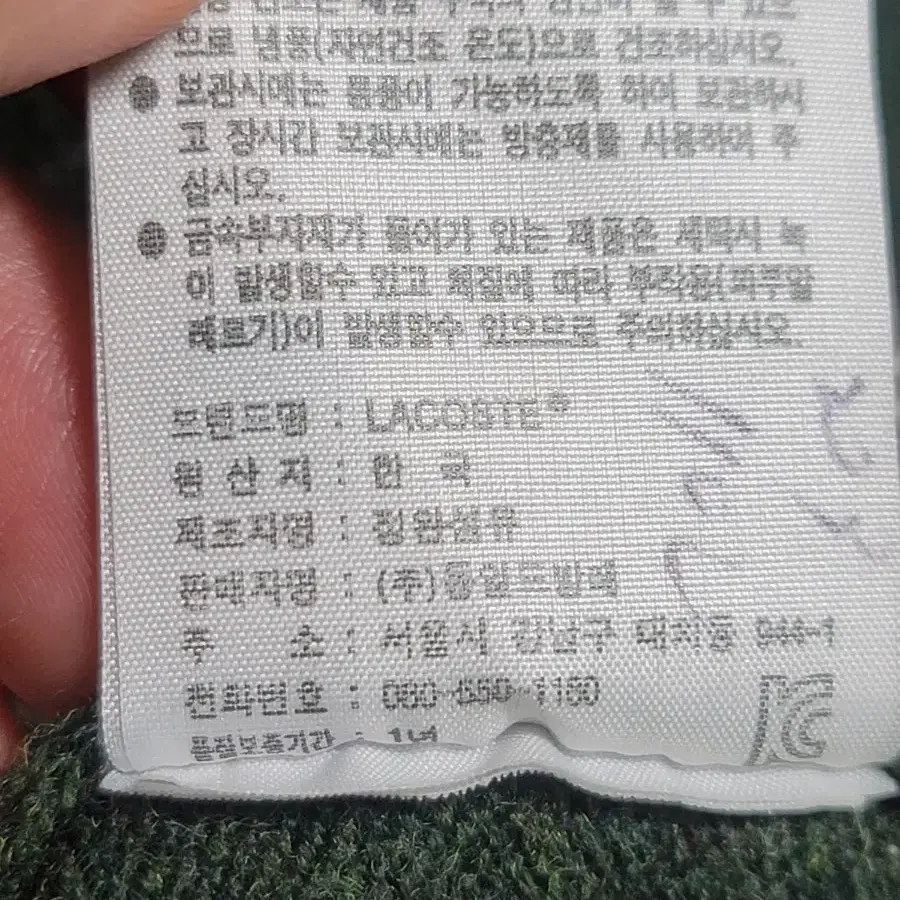 으로 냉풍(자연건조 온도)으로 건조하십시오.
● 보관시에는 통풍이 가능하도록 하여 보관하시
고 장시간 보관시에는 방충제를 사용하여 주
십시오.
● 금속부자재가 들어가 있는 제품은 세탁시 녹
이 발생할수 있고 체질에 따라 부작용(피부알
레르기)이 발생할수 있으므로 주의하십시오.
브랜드명 : LACOSTE®
원 산 지 : 한 국
제조자명 : 정완섬유
판매자명 : (주)동일드방레
주 소 : 서울시 강남구 대치동 944-1
전화번호 : 080-550-1180
품질보증기간 : 1년